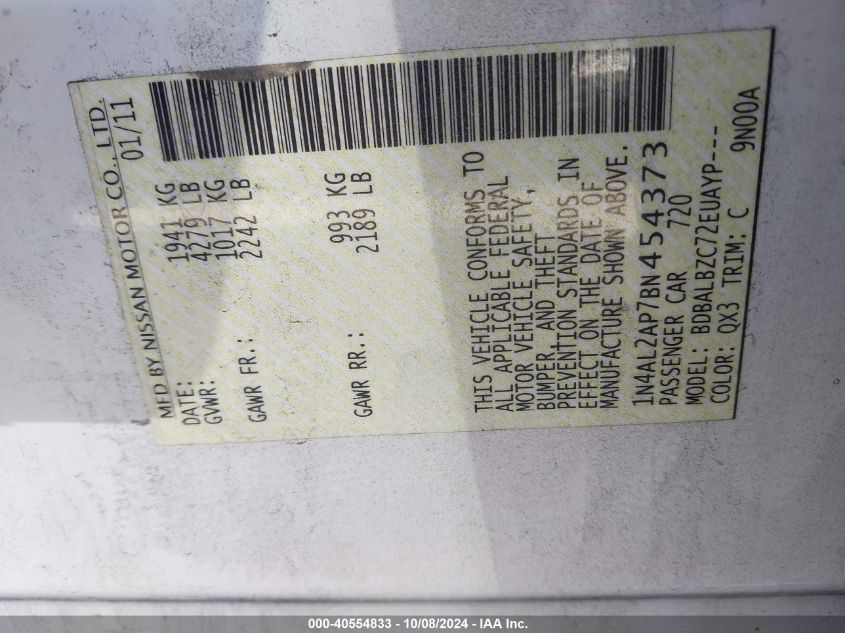 MFD BY NISSAN MOTOR CO., LTD.
DATE: 01/11
GVWR: 1941 KG
4279 LB
GAWR FR.: 1017 KG
2242 LB
GAWR RR.: 993 KG
2189 LB
THIS VEHICLE CONFORMS TO
ALL APPLICABLE FEDERAL
MOTOR VEHICLE SAFETY,
BUMPER, AND THEFT
PREVENTION STANDARDS IN
EFFECT ON THE DATE OF
MANUFACTURE SHOWN ABOVE.
1N4AL2AP7BN454373
PASSENGER CAR 720
MODEL: BDBALBZC72EUAYP---
COLOR: QX3 TRIM: C 9N00A
000-40554833 - 10/08/2024 - IAA Inc.